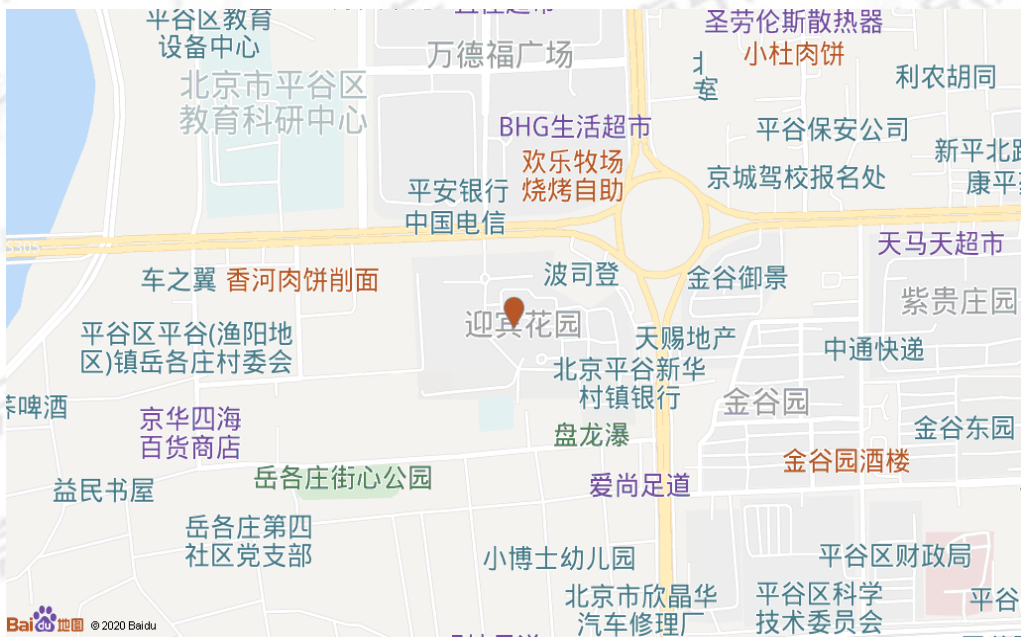 平谷区教育
设备中心
圣劳伦斯散热器
小杜肉饼
万德福广场
利农胡同
北京市平谷区
教育科研中心
BHG生活超市
平谷保安公司
欢乐牧场
烧烤自助
新平北路
京城驾校报名处
康平
平安银行
中国电信
S305
天马天超市
车之翼
香河肉饼削面
波司登
金谷御景
紫贵庄园
迎宾花园
平谷区平谷(渔阳地
区)镇岳各庄村委会
天赐地产
中通快递
北京平谷新华
村镇银行
啤酒
金谷园
京华四海
百货商店
金谷东园
盘龙瀑
金谷园酒楼
岳各庄街心公园
爱尚足道
益民书屋
岳各庄第四
社区党支部
小博士幼儿园
平谷区财政局
北京市欣晶华
汽车修理厂
平谷区科学
技术委员会
平谷
Bai du 地图
© 2020 Baidu